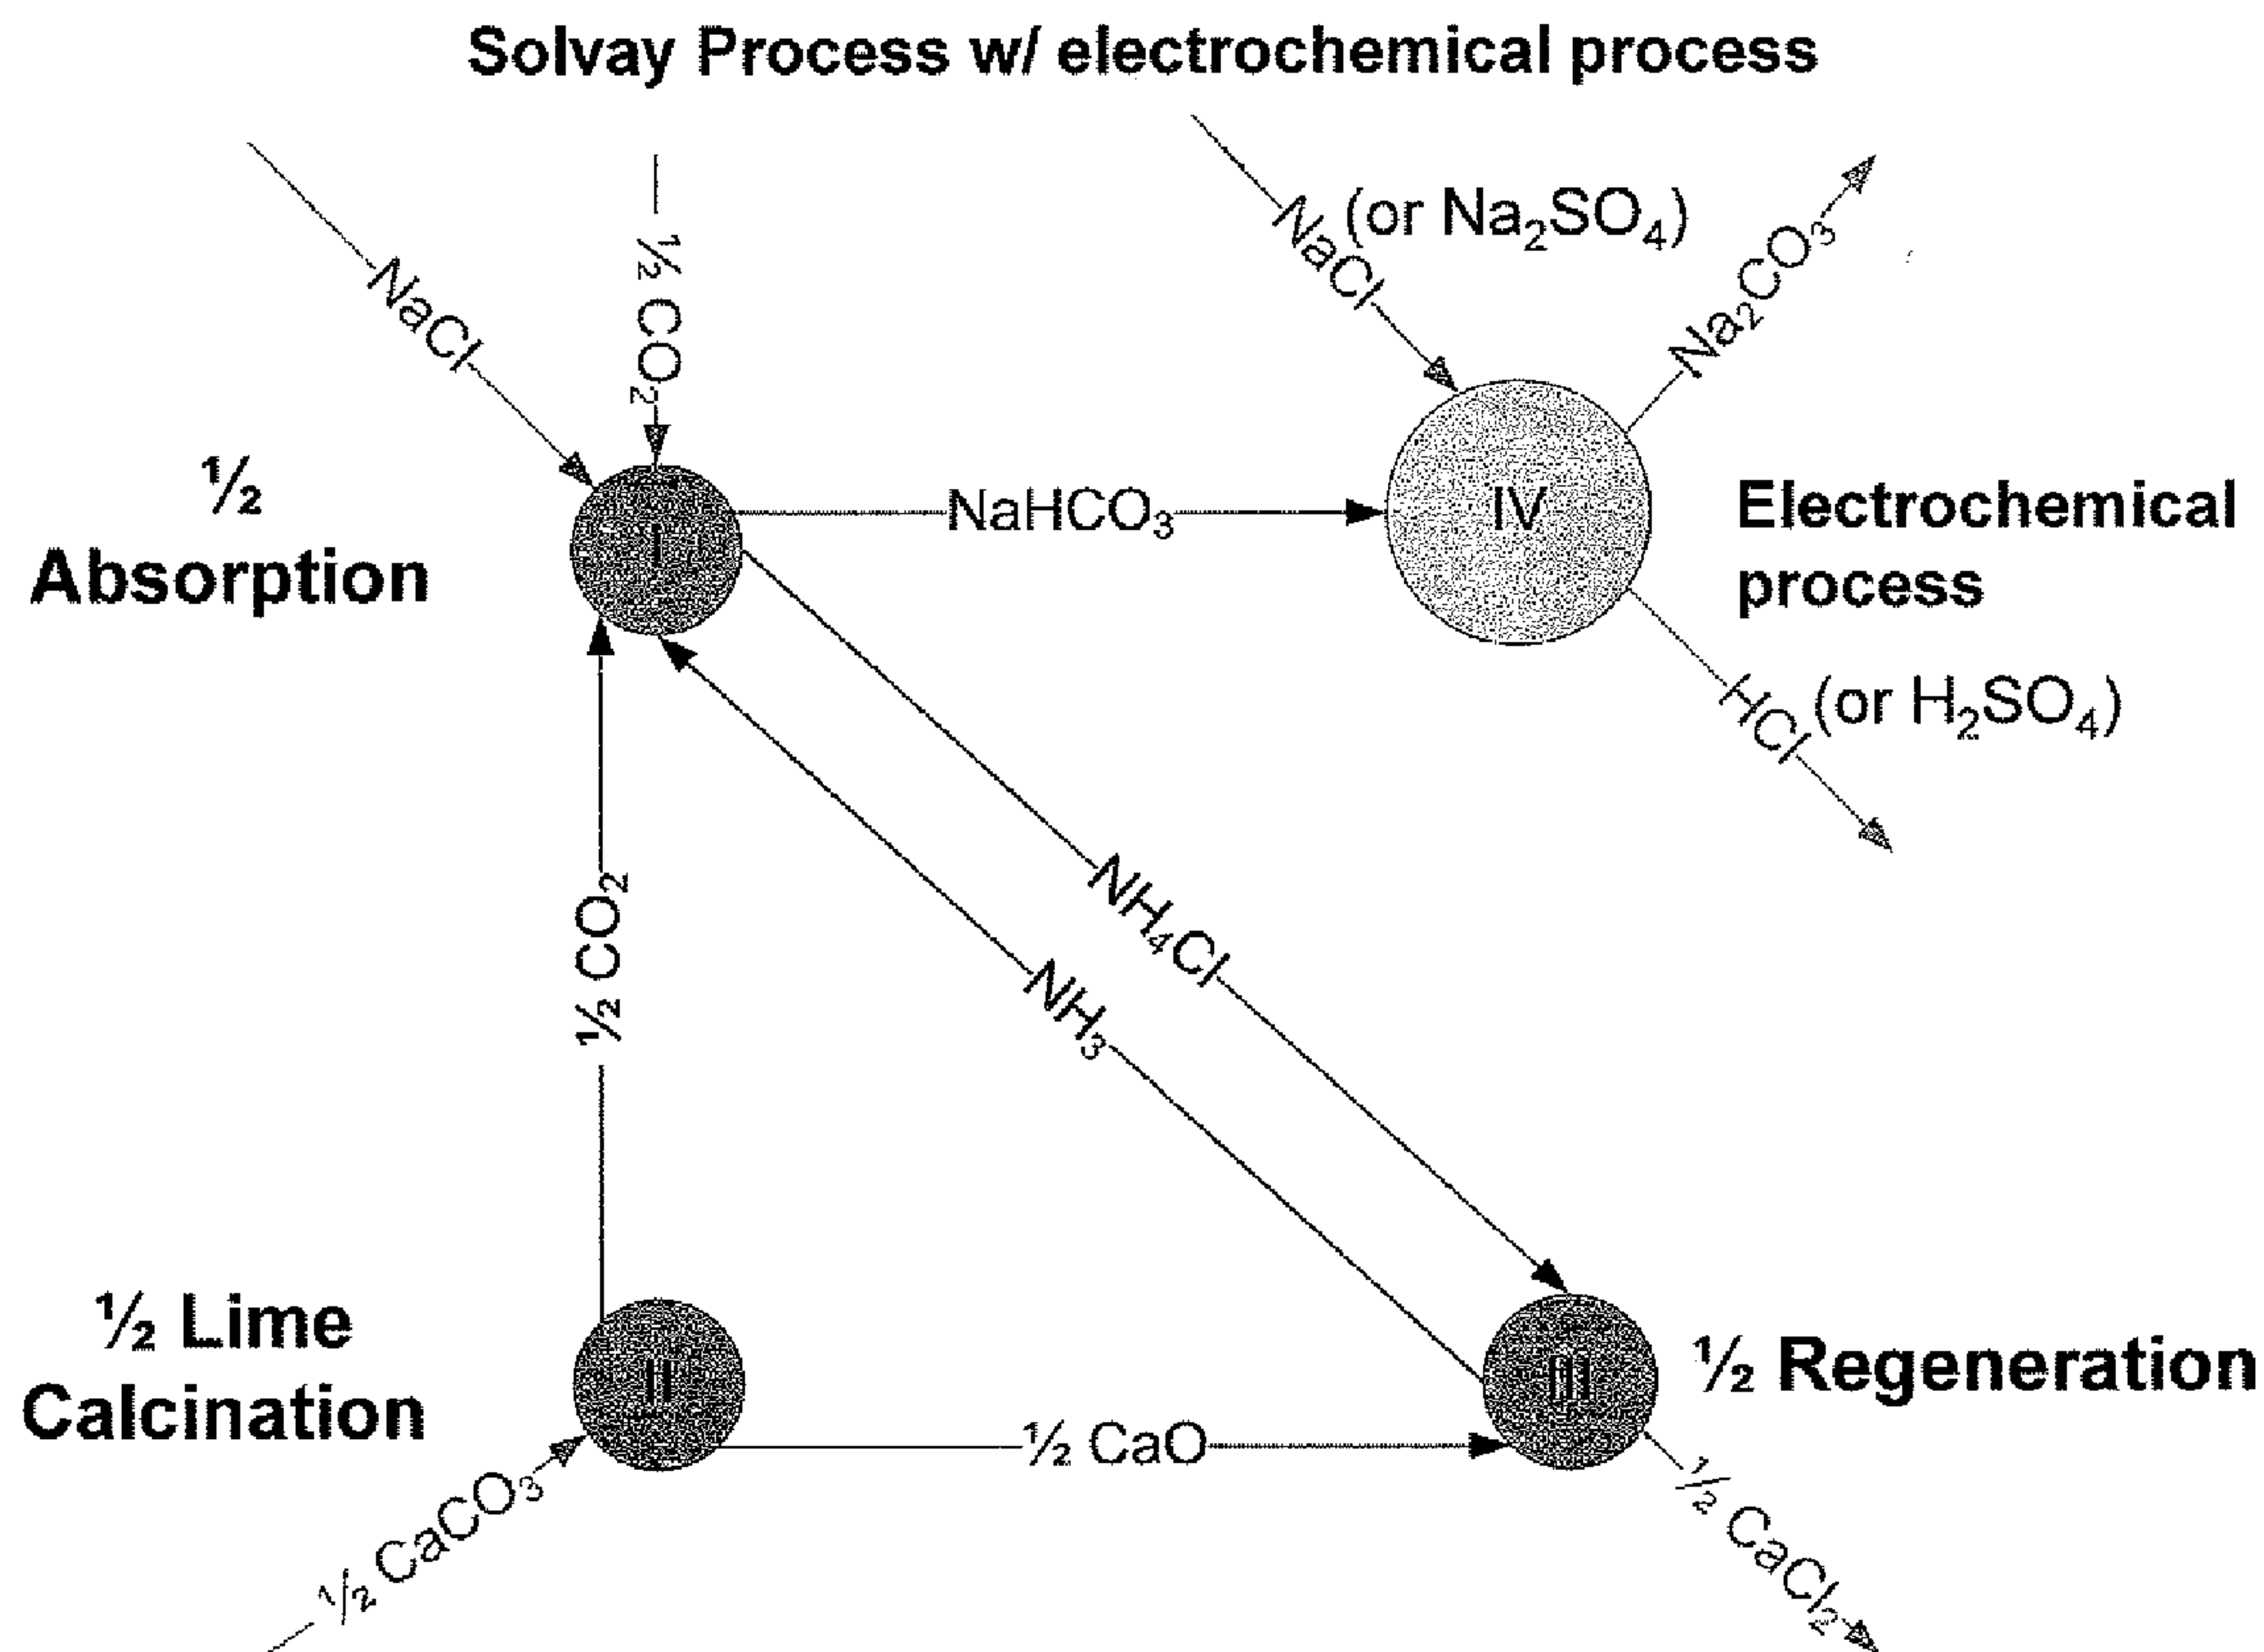 Solvay Process w/ electrochemical process
NaCl
½ CO₂
NaCl
(or Na₂SO₄)
Na₂CO₃
½
Absorption
I
NaHCO₃
IV
Electrochemical
process
HCl
(or H₂SO₄)
½ CO₂
NH₄Cl
NH₃
½ Lime
Calcination
II
III
½ Regeneration
½ CaO
½ CaCO₃
½ CaCl₂